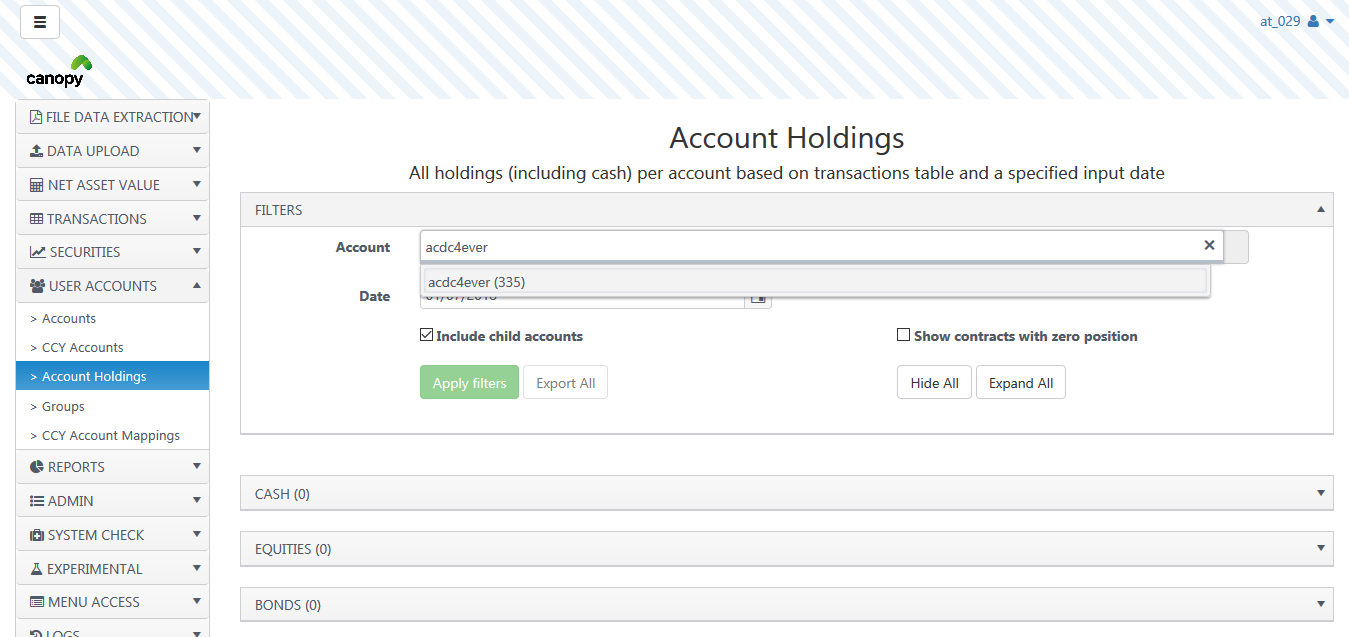 at_029
canopy
FILE DATA EXTRACTION
DATA UPLOAD
NET ASSET VALUE
TRANSACTIONS
SECURITIES
USER ACCOUNTS
> Accounts
> CCY Accounts
> Account Holdings
> Groups
> CCY Account Mappings
REPORTS
ADMIN
SYSTEM CHECK
EXPERIMENTAL
MENU ACCESS
LOGS
Account Holdings
All holdings (including cash) per account based on transactions table and a specified input date
FILTERS
Account
acdc4ever
acdc4ever (335)
Date
Include child accounts
Show contracts with zero position
Apply filters
Export All
Hide All
Expand All
CASH (0)
EQUITIES (0)
BONDS (0)